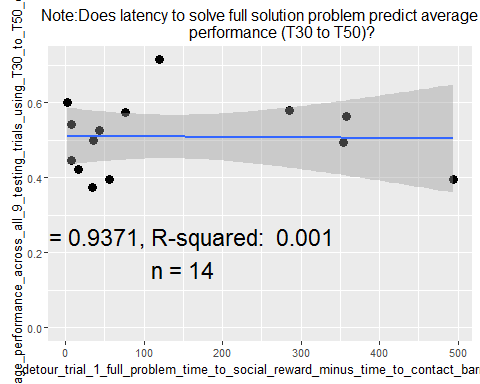 Note:Does latency to solve full solution problem predict average
performance (T30 to T50)?
age_performance_across_all_9_testing_trials_using_T30_to_T50_
0.6
0.4
0.2
0.0
= 0.9371, R-squared: 0.001
n = 14
0
100
200
300
400
500
detour_trial_1_full_problem_time_to_social_reward_minus_time_to_contact_bar